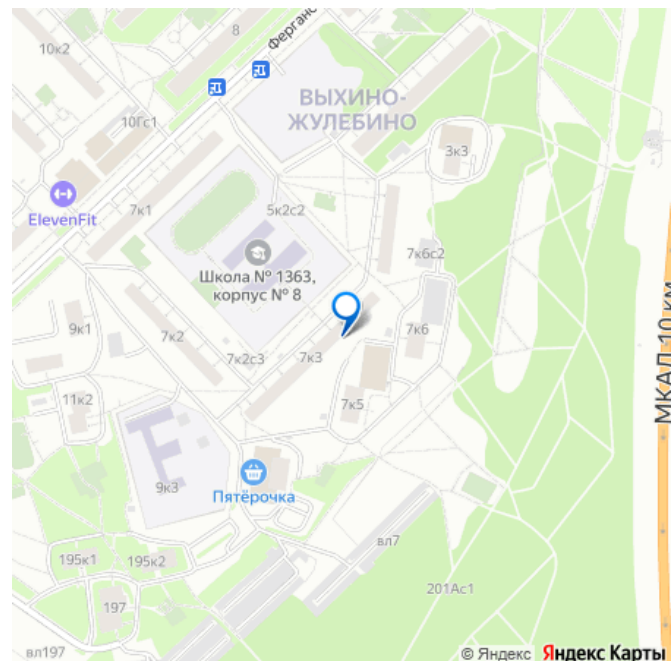 10к2
8
Ферганс
10Гс1
ВЫХИНО-
ЖУЛЕБИНО
3к3
ElevenFit
7к1
5к2с2
Школа № 1363,
корпус № 8
7к6с2
9к1
7к2
7к2с3
7к3
7к6
МКАД, 10 км
11к2
7к5
9к3
Пятёрочка
вл7
195к1
195к2
201Ас1
197
вл197
© Яндекс Яндекс Карты